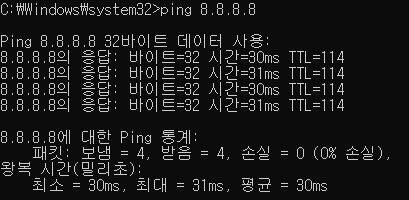 C:\Windows\system32>ping 8.8.8.8
Ping 8.8.8.8 32바이트 데이터 사용:
8.8.8.8의 응답: 바이트=32 시간=30ms TTL=114
8.8.8.8의 응답: 바이트=32 시간=30ms TTL=114
8.8.8.8의 응답: 바이트=32 시간=31ms TTL=114
8.8.8.8의 응답: 바이트=32 시간=31ms TTL=114
8.8.8.8에 대한 Ping 통계:
패킷: 보냄 = 4, 받음 = 4, 손실 = 0 (0% 손실),
왕복 시간(밀리초):
최소 = 30ms, 최대 = 31ms, 평균 = 30ms